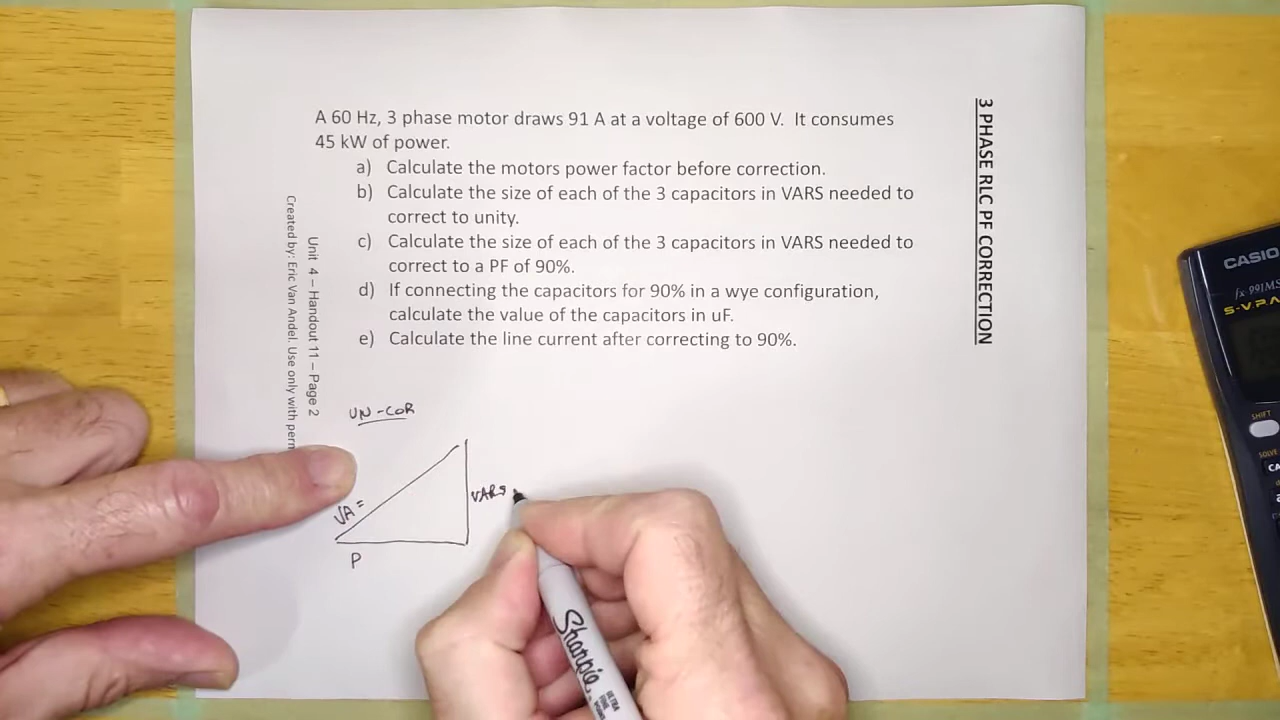 3 PHASE RLC PF CORRECTION
A 60 Hz, 3 phase motor draws 91 A at a voltage of 600 V. It consumes
45 kW of power.
a) Calculate the motors power factor before correction.
b) Calculate the size of each of the 3 capacitors in VARS needed to
correct to unity.
c) Calculate the size of each of the 3 capacitors in VARS needed to
correct to a PF of 90%.
d) If connecting the capacitors for 90% in a wye configuration,
calculate the value of the capacitors in uF.
e) Calculate the line current after correcting to 90%.
Unit 4 – Handout 11 – Page 2
Created by: Eric Van Andel. Use only with
UN-COR
VA =
VARS
P
CASIO
fx 991MS
S-V.P.A
SHIFT
SOLVE
CA
Sharpie